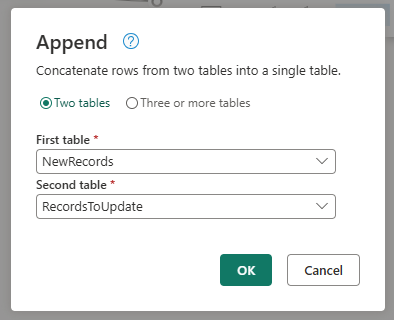 Append
Concatenate rows from two tables into a single table.
Two tables Three or more tables
First table *
NewRecords
Second table *
RecordsToUpdate
OK Cancel